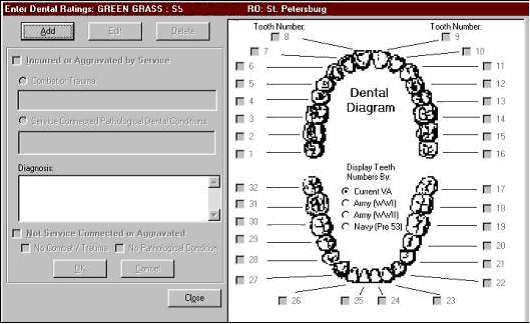 Enter Dental Ratings: GREEN GRASS : SS RO: St. Petersburg
Add Edit Delete
Incurred or Aggravated by Service
Combat or Trauma
Service Connected Pathological Dental Conditions
Diagnosis:
Not Service Connected or Aggravated
No Combat / Trauma No Pathological Condition
OK Cancel
Close
Tooth Number: Tooth Number:
8 9
7 10
6 11
5 12
4 13
3 14
2 15
1 16
Dental
Diagram
Display Teeth
Numbers By:
Current VA
Army (WWI)
Army (WWII)
Navy (Pre 53)
32 17
31 18
30 19
29 20
28 21
27 22
26 25 24 23